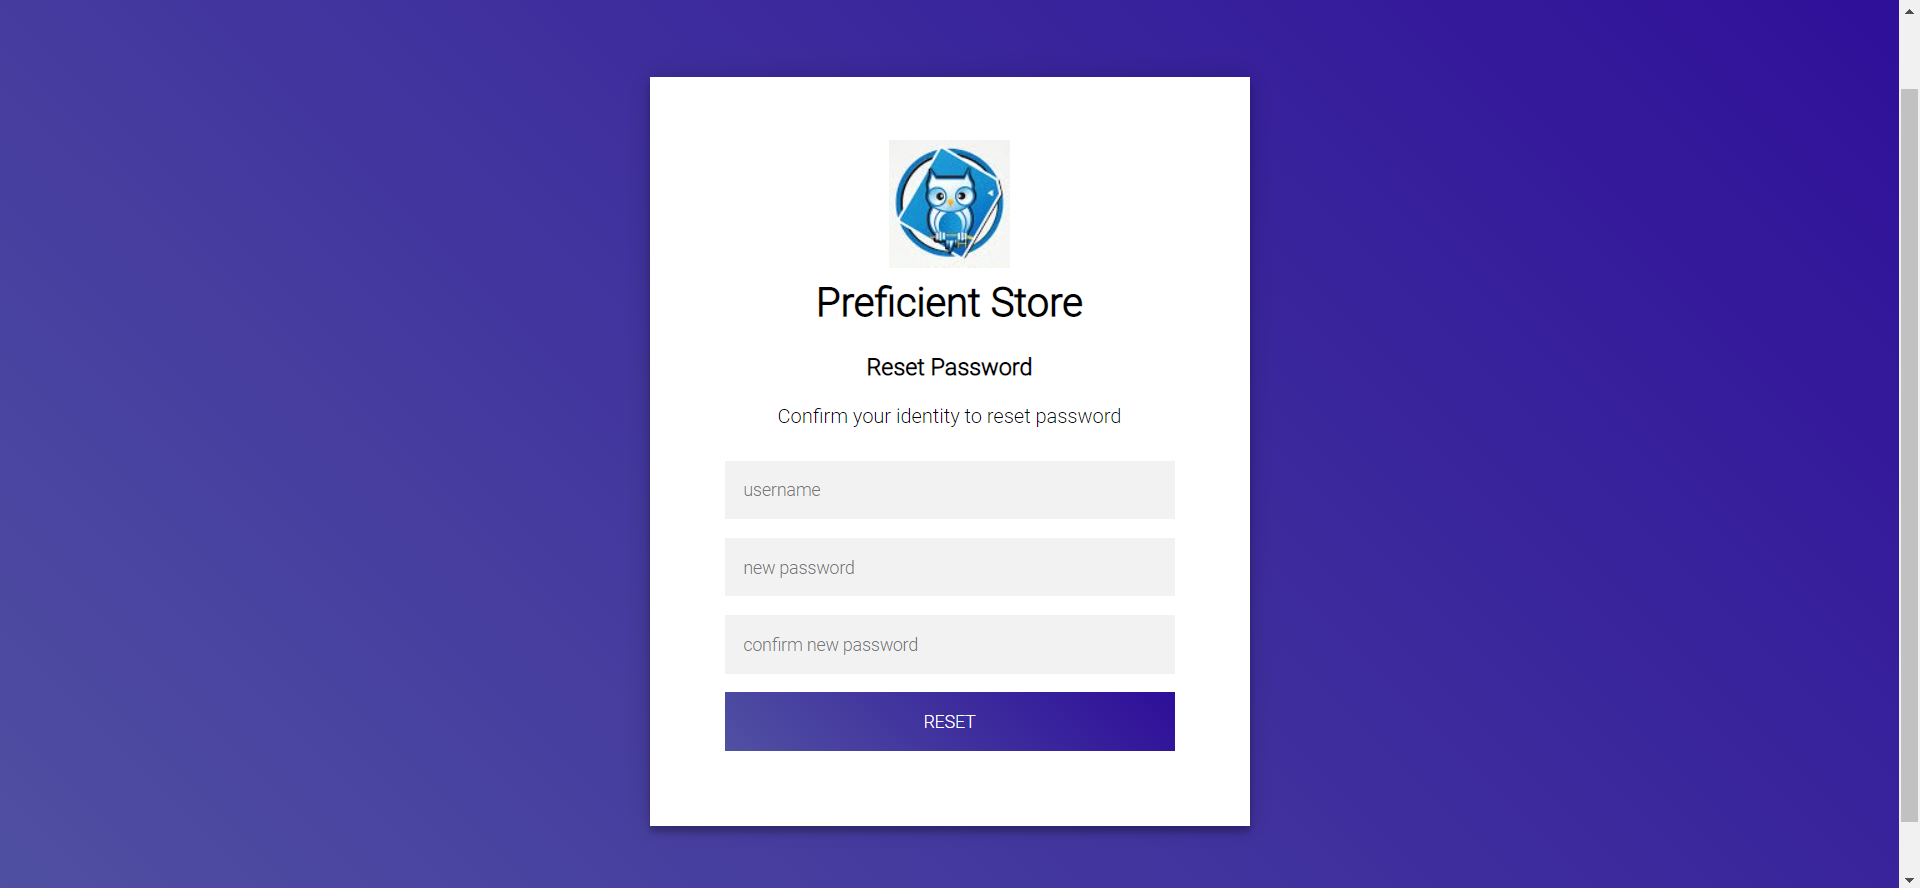 Preficient Store
Reset Password
Confirm your identity to reset password
username
new password
confirm new password
RESET